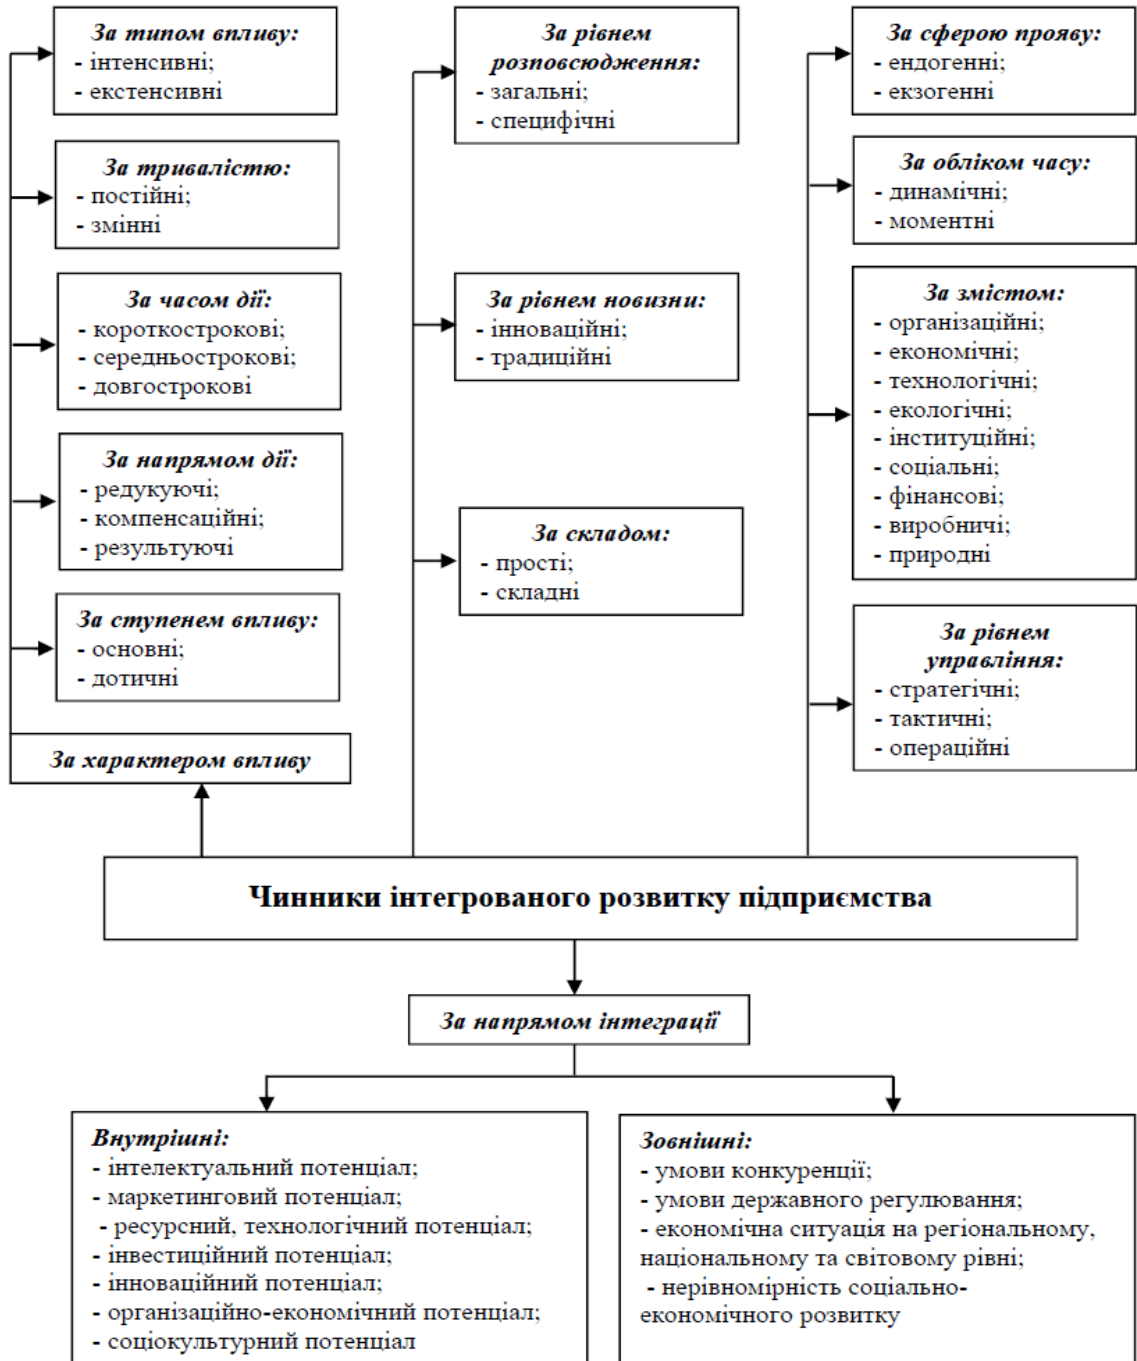 За типом впливу:
- інтенсивні;
- екстенсивні
За тривалістю:
- постійні;
- змінні
За часом дії:
- короткострокові;
- середньострокові;
- довгострокові
За напрямом дії:
- редукуючі;
- компенсаційні;
- результуючі
За ступенем впливу:
- основні;
- дотичні
За характером впливу
За рівнем
розповсюдження:
- загальні;
- специфічні
За рівнем новизни:
- інноваційні;
- традиційні
За складом:
- прості;
- складні
За сферою прояву:
- ендогенні;
- екзогенні
За обліком часу:
- динамічні;
- моментні
За змістом:
- організаційні;
- економічні;
- технологічні;
- екологічні;
- інституційні;
- соціальні;
- фінансові;
- виробничі;
- природні
За рівнем
управління:
- стратегічні;
- тактичні;
- операційні
Чинники інтегрованого розвитку підприємства
За напрямом інтеграції
Внутрішні:
- інтелектуальний потенціал;
- маркетинговий потенціал;
- ресурсний, технологічний потенціал;
- інвестиційний потенціал;
- інноваційний потенціал;
- організаційно-економічний потенціал;
- соціокультурний потенціал
Зовнішні:
- умови конкуренції;
- умови державного регулювання;
- економічна ситуація на регіональному,
національному та світовому рівні;
- нерівномірність соціально-
економічного розвитку